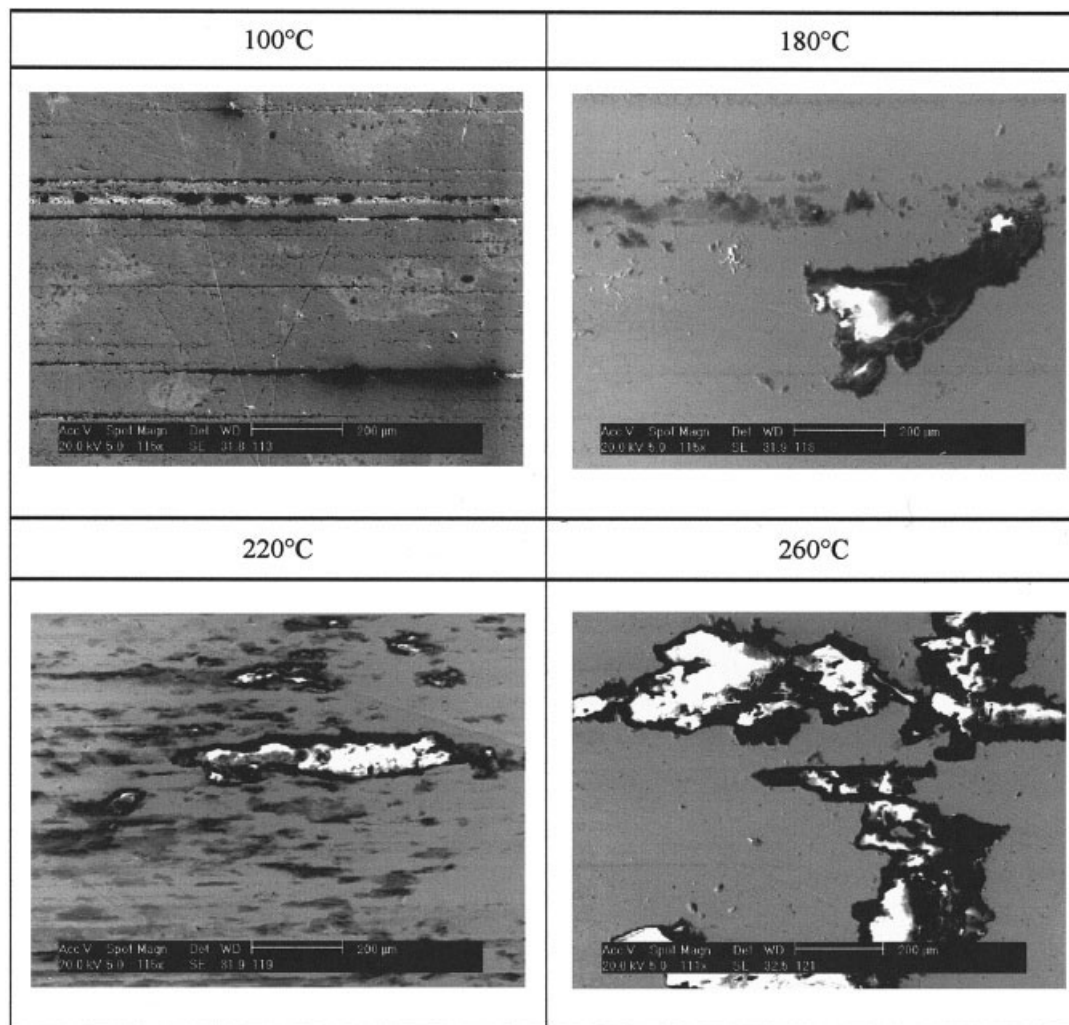 100°C
180°C
Acc.V Spot Magn Det WD 200 µm
20.0 kV 5.0 115x SE 31.8 113
Acc.V Spot Magn Det WD 200 µm
20.0 kV 5.0 115x SE 31.9 118
220°C
260°C
Acc.V Spot Magn Det WD 200 µm
20.0 kV 5.0 115x SE 31.9 119
Acc.V Spot Magn Det WD 200 µm
20.0 kV 5.0 111x SE 32.5 121